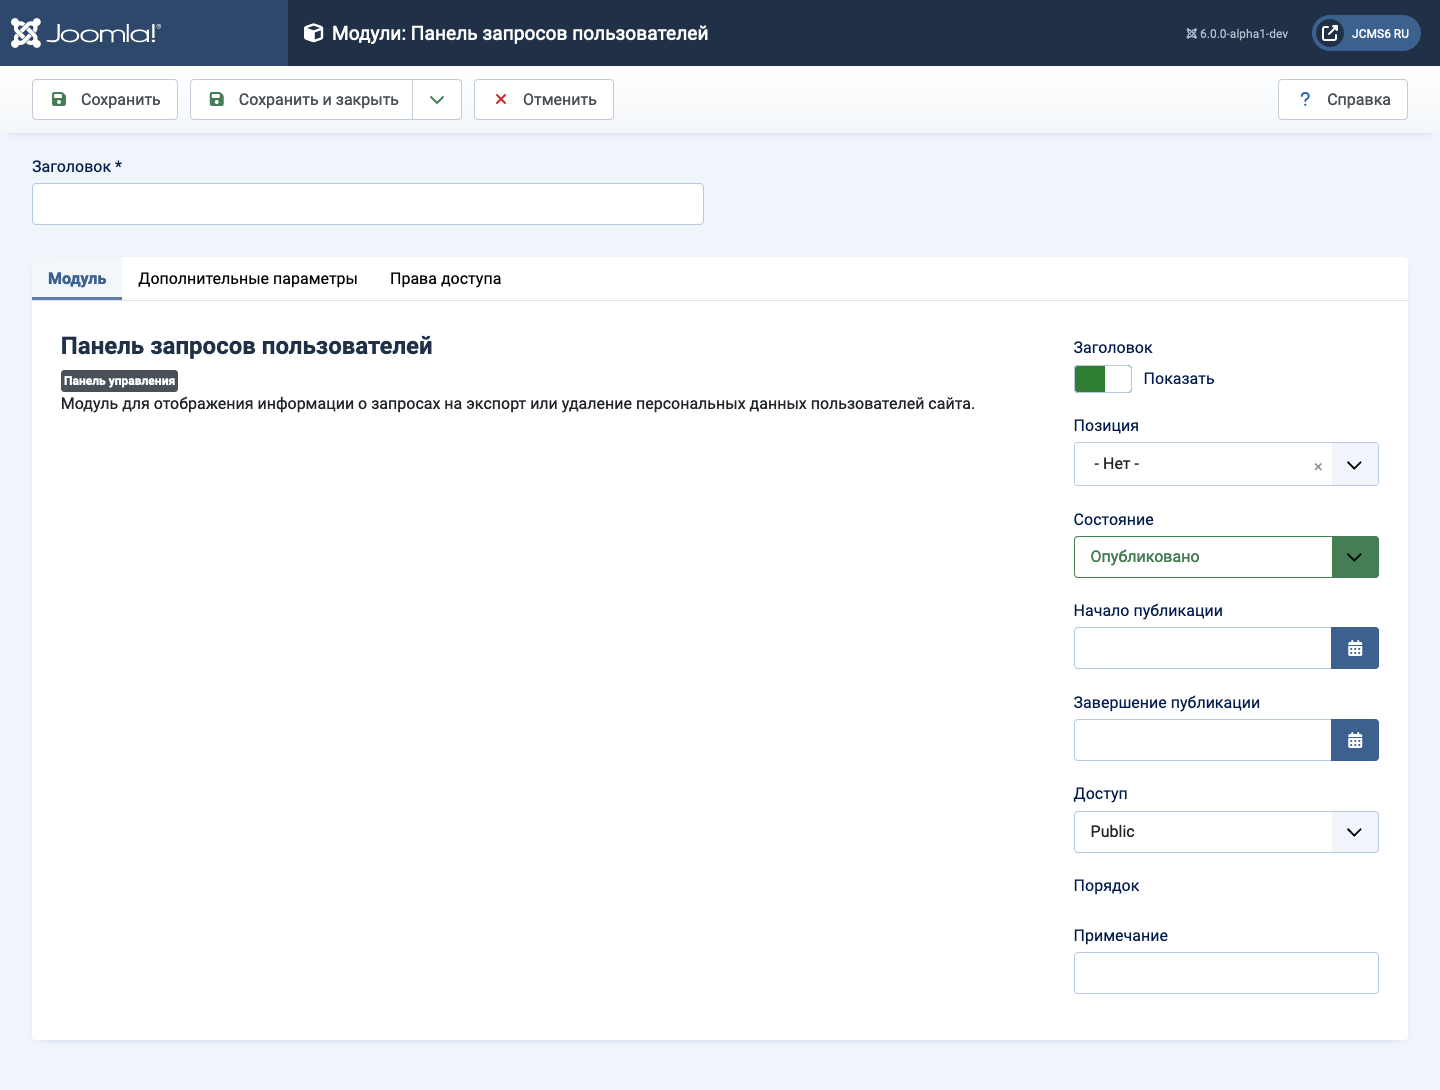 Joomla!®
Модули: Панель запросов пользователей
6.0.0-alpha1-dev
JCMS6 RU
Сохранить
Сохранить и закрыть
Отменить
? Справка
Заголовок *
Модуль
Дополнительные параметры
Права доступа
Панель запросов пользователей
Панель управления
Модуль для отображения информации о запросах на экспорт или удаление персональных данных пользователей сайта.
Заголовок
Показать
Позиция
- Нет -
×
Состояние
Опубликовано
Начало публикации
Завершение публикации
Доступ
Public
Порядок
Примечание